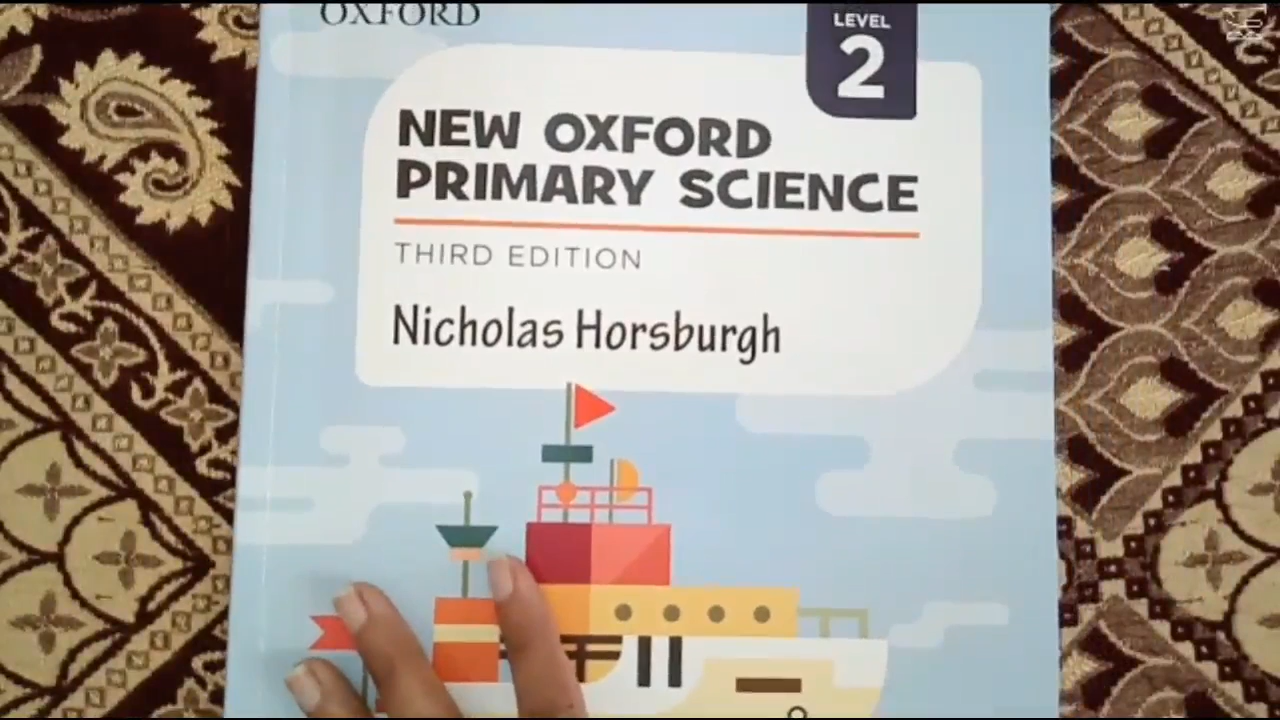 OXFORD
LEVEL
2
NEW OXFORD
PRIMARY SCIENCE
THIRD EDITION
Nicholas Horsburgh